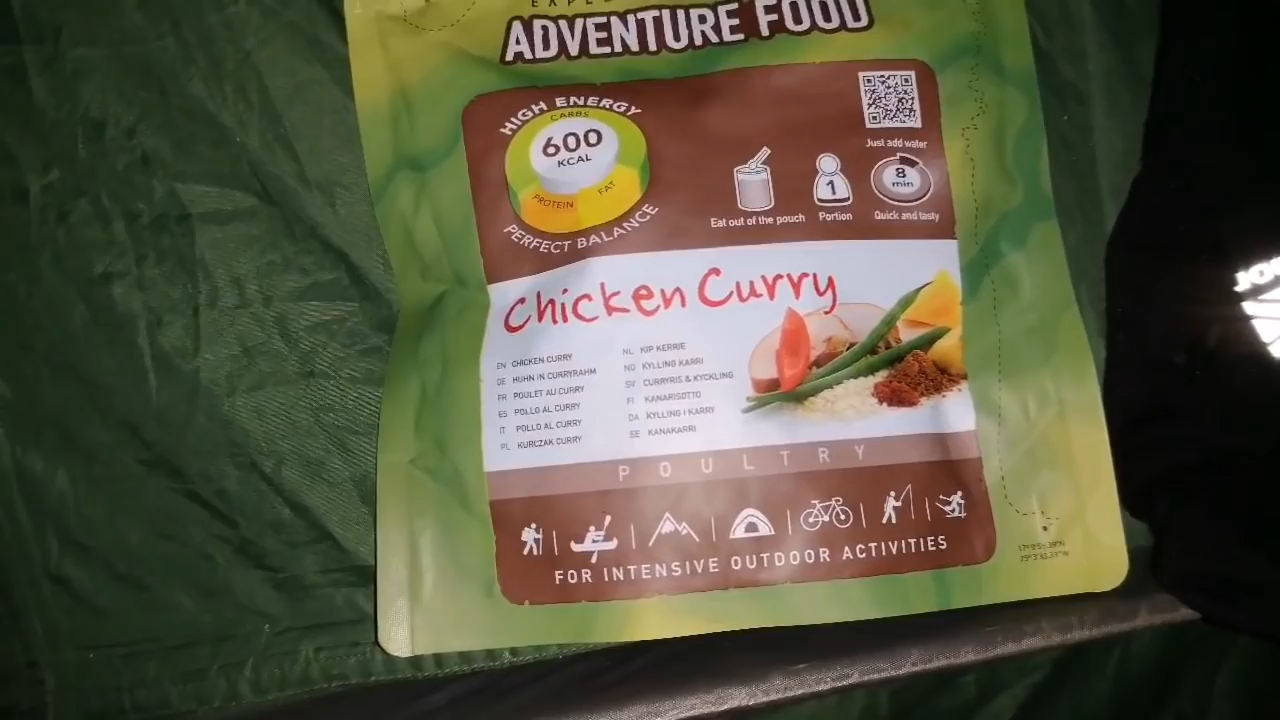 ADVENTURE FOOD
HIGH ENERGY
CARBS
600
KCAL
PROTEIN
FAT
PERFECT BALANCE
Just add water
8
min
1
Eat out of the pouch
Portion
Quick and tasty
Chicken Curry
EN CHICKEN CURRY
DE HUHN IN CURRYRAHM
FR POULET AU CURRY
ES POLLO AL CURRY
IT POLLO AL CURRY
PL KURCZAK CURRY
NL KIP KERRIE
NO KYLLING KARRI
SV CURRYRIS & KYCKLING
FI KANARISOTTO
DA KYLLING I KARRY
EE KANAKARRI
POULTRY
FOR INTENSIVE OUTDOOR ACTIVITIES